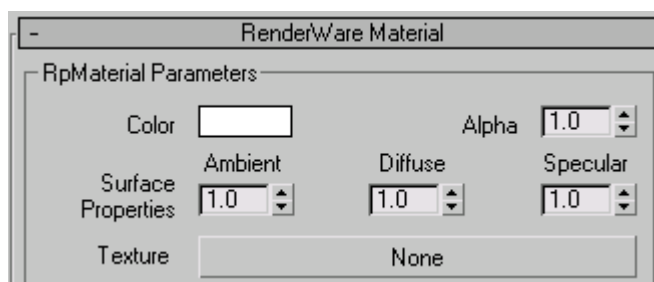 - RenderWare Material
RpMaterial Parameters
Color Alpha 1.0
Ambient Diffuse Specular
Surface Properties 1.0 1.0 1.0
Texture None